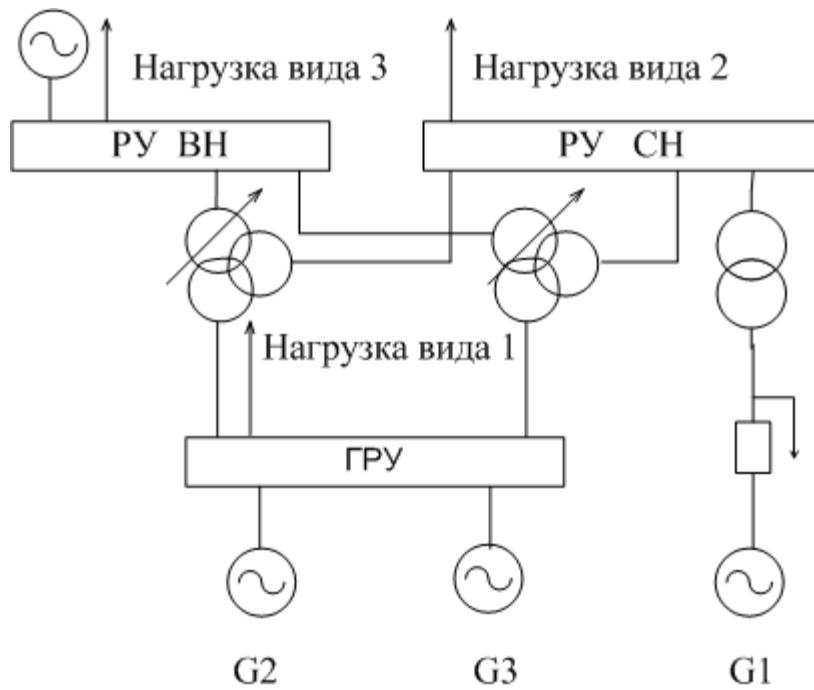 Нагрузка вида 3
Нагрузка вида 2
РУ ВН
РУ СН
Нагрузка вида 1
ГРУ
G2
G3
G1